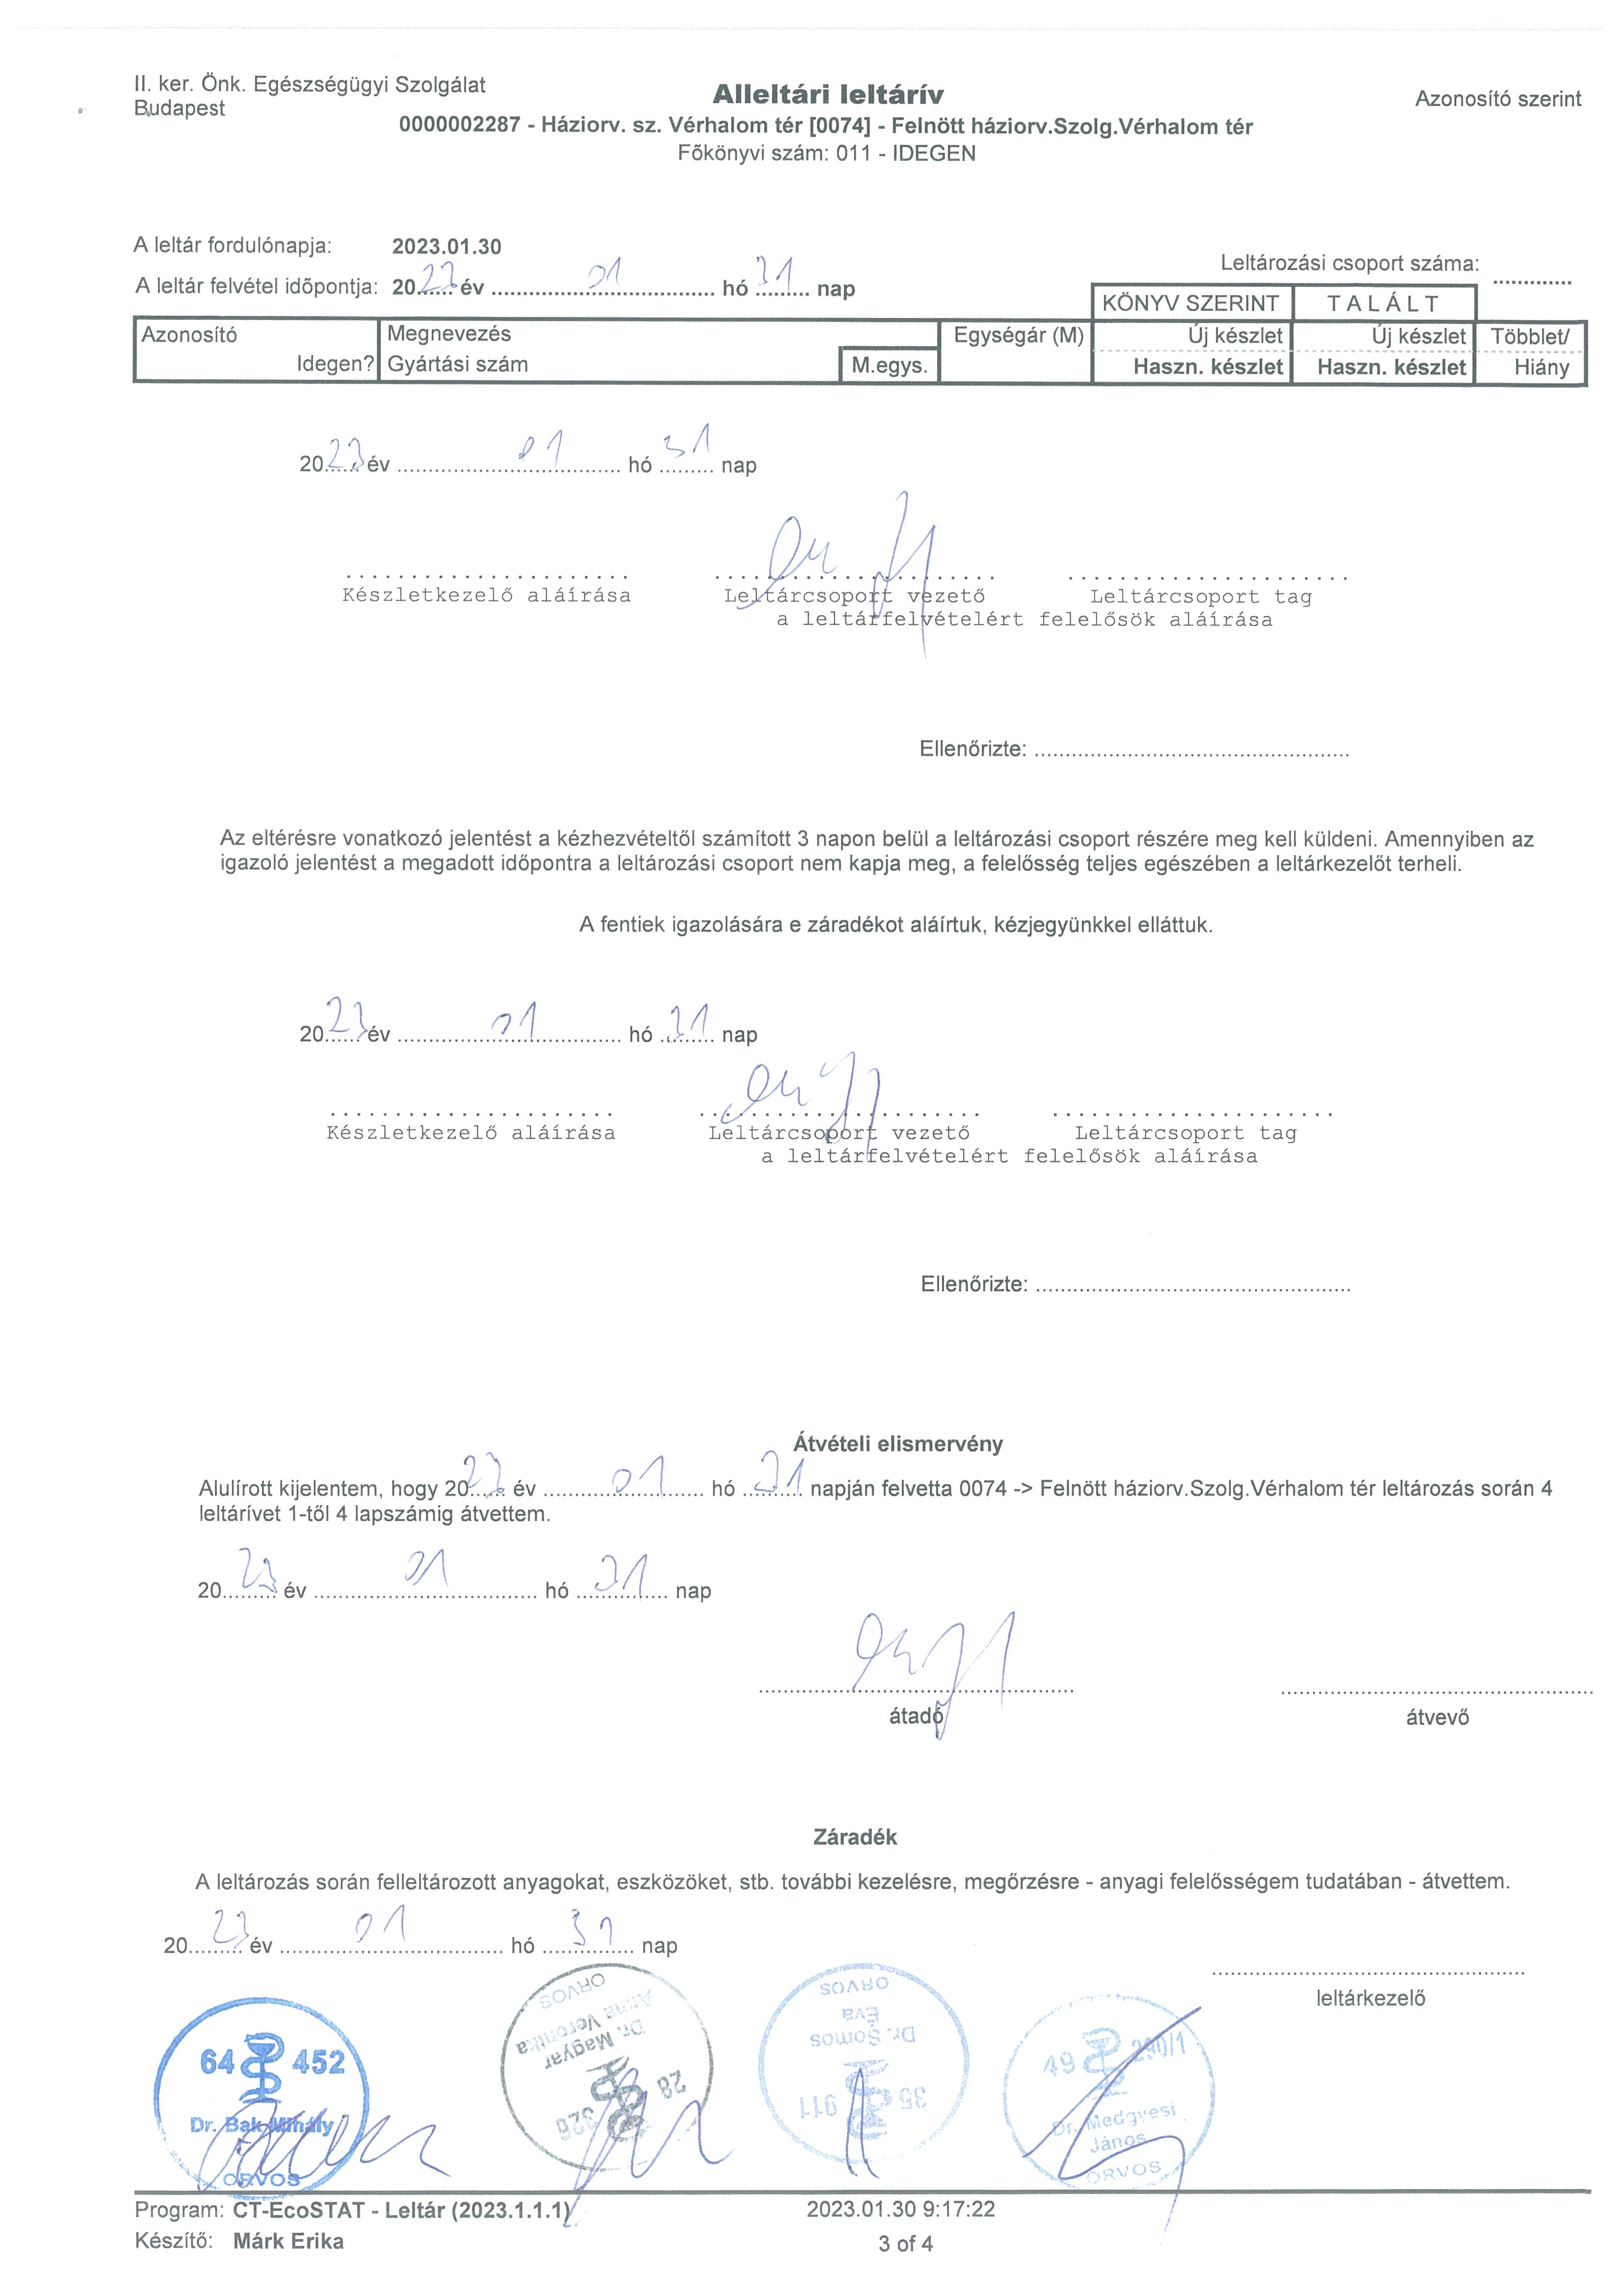 II. ker. Önk. Egészségügyi Szolgálat
Budapest
Alleltári leltárív
Azonosító szerint
0000002287 - Háziorv. sz. Vérhalom tér [0074] - Felnött háziorv.Szolg.Vérhalom tér
Főkönyvi szám: 011 - IDEGEN
A leltár fordulónapja: 2023.01.30
Leltározási csoport száma: .............
A leltár felvétel időpontja: 2023 év 01 hó 31 nap
KÖNYV SZERINT TALÁLT
Azonosító Megnevezés Egységár (M) Új készlet Új készlet Többlet/
Idegen? Gyártási szám M.egys. Haszn. készlet Haszn. készlet Hiány
2023 év 01 hó 31 nap
Készletkezelő aláírása Leltárcsoport vezető Leltárcsoport tag
a leltárfelvételért felelősök aláírása
Ellenőrizte: ...................................................
Az eltérésre vonatkozó jelentést a kézhezvételtől számított 3 napon belül a leltározási csoport részére meg kell küldeni. Amennyiben az
igazoló jelentést a megadott időpontra a leltározási csoport nem kapja meg, a felelősség teljes egészében a leltárkezelőt terheli.
A fentiek igazolására e záradékot aláírtuk, kézjegyünkkel elláttuk.
2023 év 01 hó 31 nap
Készletkezelő aláírása Leltárcsoport vezető Leltárcsoport tag
a leltárfelvételért felelősök aláírása
Ellenőrizte: ...................................................
Átvételi elismervény
Alulírott kijelentem, hogy 2023 év 01 hó 31 napján felvetta 0074 -> Felnött háziorv.Szolg.Vérhalom tér leltározás során 4
leltárívet 1-től 4 lapszámig átvettem.
2023 év 01 hó 31 nap
átadó átvevő
Záradék
A leltározás során felleltározott anyagokat, eszközöket, stb. további kezelésre, megőrzésre - anyagi felelősségem tudatában - átvettem.
2023 év 01 hó 31 nap
leltárkezelő
64 452
Dr. Bak Mihály
ORVOS
28 326
Dr. Magyar
Anna Veronika
ORVOS
35 911
Dr. Somos
Éva
ORVOS
49 290/1
Dr. Medgyesi
János
ORVOS
Program: CT-EcoSTAT - Leltár (2023.1.1.1) 2023.01.30 9:17:22
Készítő: Márk Erika 3 of 4